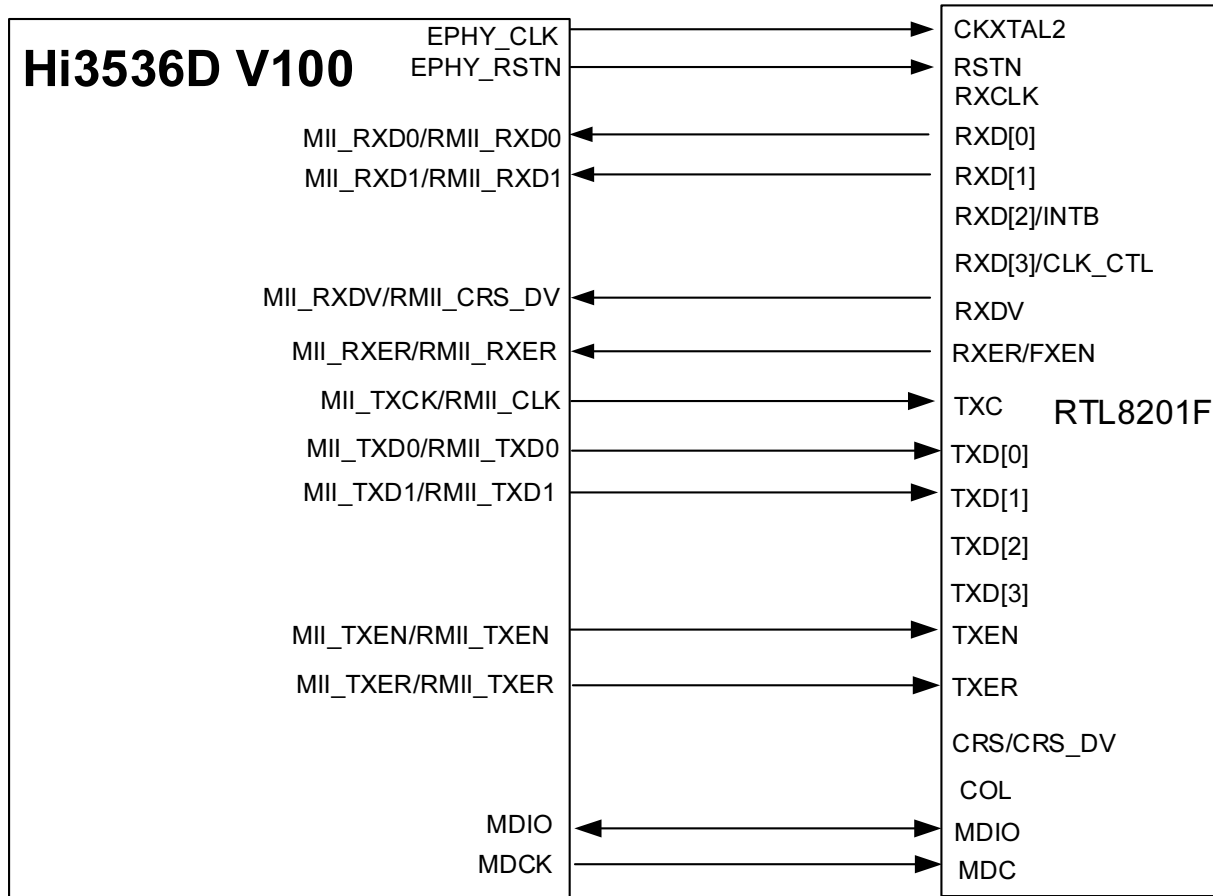 Hi3536D V100
EPHY_CLK
EPHY_RSTN
MII_RXD0/RMII_RXD0
MII_RXD1/RMII_RXD1
MII_RXDV/RMII_CRS_DV
MII_RXER/RMII_RXER
MII_TXCK/RMII_CLK
MII_TXD0/RMII_TXD0
MII_TXD1/RMII_TXD1
MII_TXEN/RMII_TXEN
MII_TXER/RMII_TXER
MDIO
MDCK
CKXTAL2
RSTN
RXCLK
RXD[0]
RXD[1]
RXD[2]/INTB
RXD[3]/CLK_CTL
RXDV
RXER/FXEN
TXC
RTL8201F
TXD[0]
TXD[1]
TXD[2]
TXD[3]
TXEN
TXER
CRS/CRS_DV
COL
MDIO
MDC